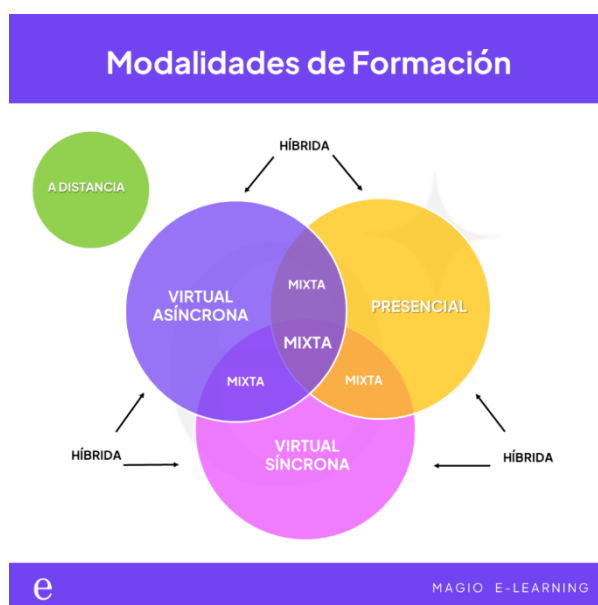 Modalidades de Formación
HÍBRIDA
A DISTANCIA
VIRTUAL
ASÍNCRONA
MIXTA
PRESENCIAL
MIXTA
MIXTA
MIXTA
VIRTUAL
SÍNCRONA
HÍBRIDA
HÍBRIDA
e
MAGIO E-LEARNING